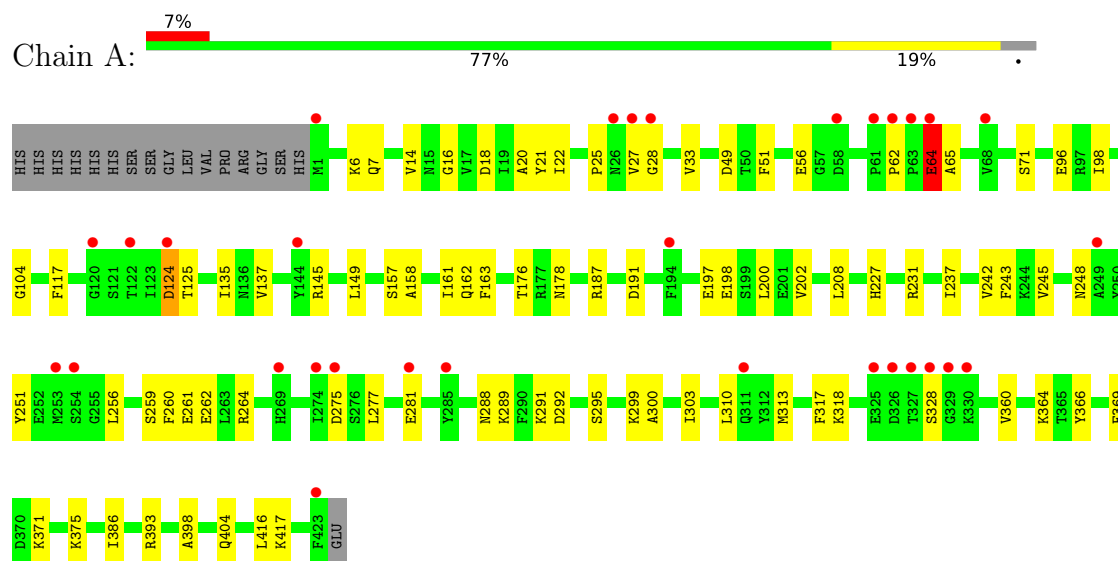 7%
Chain A:
77% 19% .
HIS HIS HIS HIS HIS HIS SER SER GLY LEU VAL PRO ARG GLY SER HIS M1 K6 Q7 V14 N15 G16 V17 D18 I19 A20 Y21 I22 P25 N26 V27 G28 V33 D49 T50 F51 E56 G57 D58 P61 P62 P63 E64 A65 V68 S71 E96 R97 I98
G104 F117 G120 S121 T122 I123 D124 T125 I135 N136 V137 Y144 R145 L149 S157 A158 I161 Q162 F163 T176 R177 N178 R187 D191 F194 E197 E198 S199 L200 E201 V202 L208 H227 R231 I237 V242 F243 K244 V245 N248 A249 Y250
Y251 E252 M253 S254 G255 L256 S259 F260 E261 E262 L263 R264 H269 I274 D275 S276 L277 E281 Y285 N288 K289 F290 K291 D292 S295 K299 A300 I303 L310 Q311 Y312 M313 F317 K318 E325 D326 T327 S328 G329 K330 V360 K364 T365 Y366 E369
D370 K371 K375 I386 R393 A398 Q404 L416 K417 F423 GLU